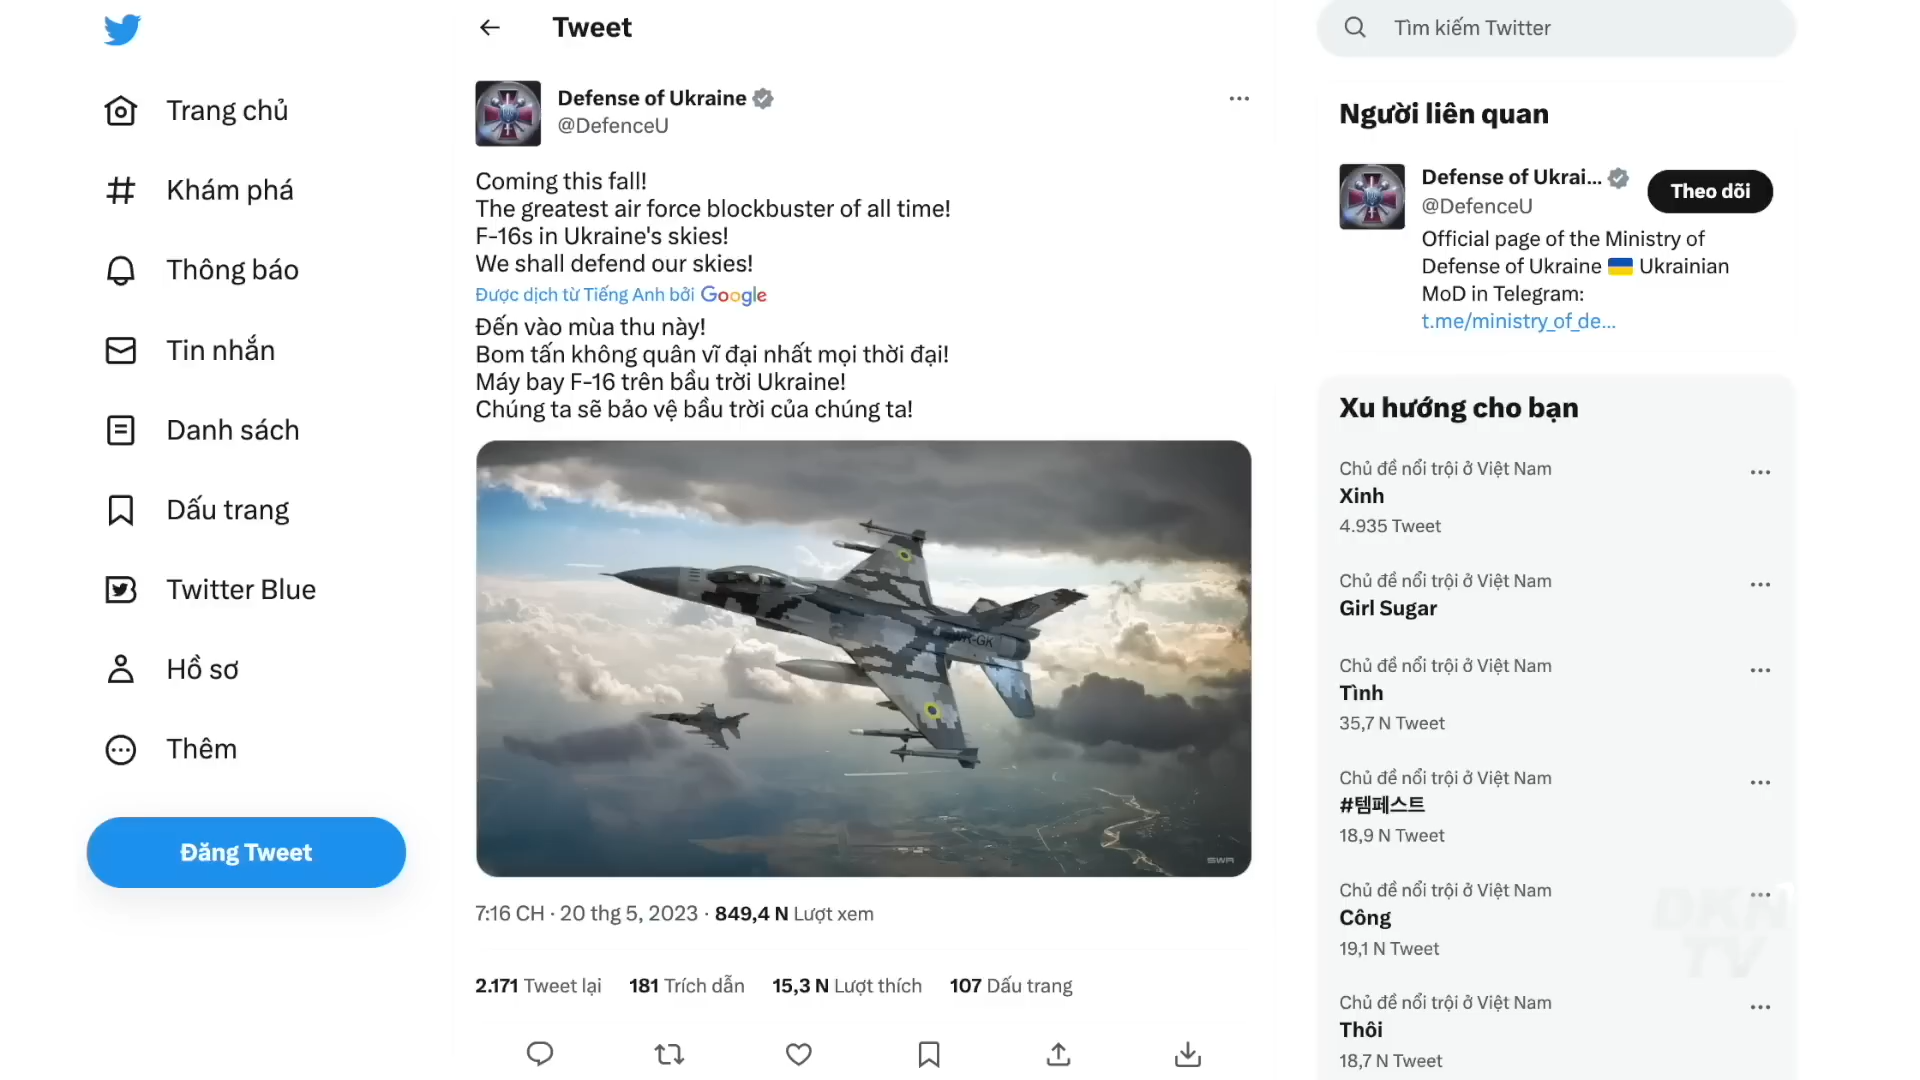 Trang chủ
Khám phá
Thông báo
Tin nhắn
Danh sách
Dấu trang
Twitter Blue
Hồ sơ
Thêm
Đăng Tweet
Tweet
Defense of Ukraine
@DefenceU
Coming this fall!
The greatest air force blockbuster of all time!
F-16s in Ukraine's skies!
We shall defend our skies!
Được dịch từ Tiếng Anh bởi Google
Đến vào mùa thu này!
Bom tấn không quân vĩ đại nhất mọi thời đại!
Máy bay F-16 trên bầu trời Ukraine!
Chúng ta sẽ bảo vệ bầu trời của chúng ta!
SWR
7:16 CH · 20 thg 5, 2023 · 849,4 N Lượt xem
2.171 Tweet lại 181 Trích dẫn 15,3 N Lượt thích 107 Dấu trang
Tìm kiếm Twitter
Người liên quan
Defense of Ukrai...
@DefenceU
Theo dõi
Official page of the Ministry of
Defense of Ukraine 🇺🇦 Ukrainian
MoD in Telegram:
t.me/ministry_of_de...
Xu hướng cho bạn
Chủ đề nổi trội ở Việt Nam
Xinh
4.935 Tweet
Chủ đề nổi trội ở Việt Nam
Girl Sugar
Chủ đề nổi trội ở Việt Nam
Tình
35,7 N Tweet
Chủ đề nổi trội ở Việt Nam
#템페스트
18,9 N Tweet
Chủ đề nổi trội ở Việt Nam
Công
19,1 N Tweet
Chủ đề nổi trội ở Việt Nam
Thôi
18,7 N Tweet
DKN
TV